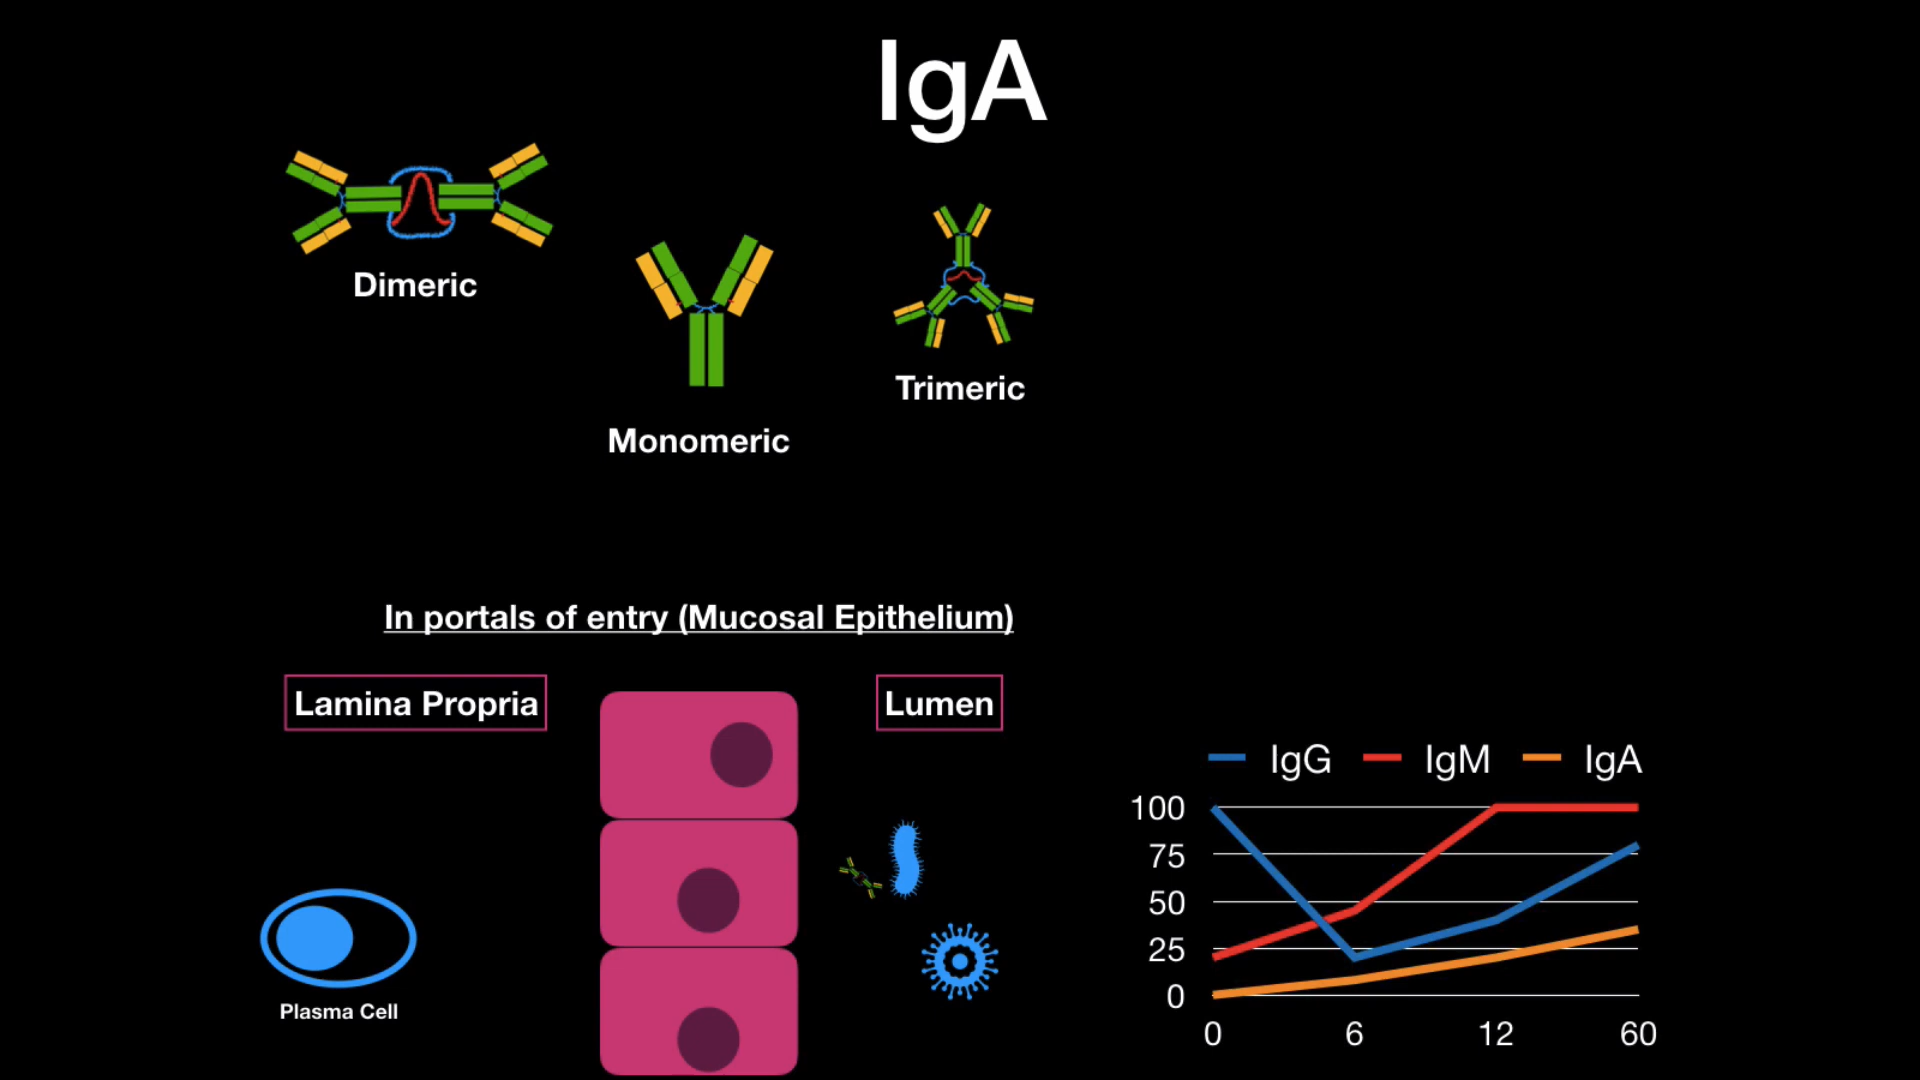 IgA
Dimeric
Monomeric
Trimeric
In portals of entry (Mucosal Epithelium)
Lamina Propria
Lumen
Plasma Cell
IgG IgM IgA
100
75
50
25
0
0 6 12 60